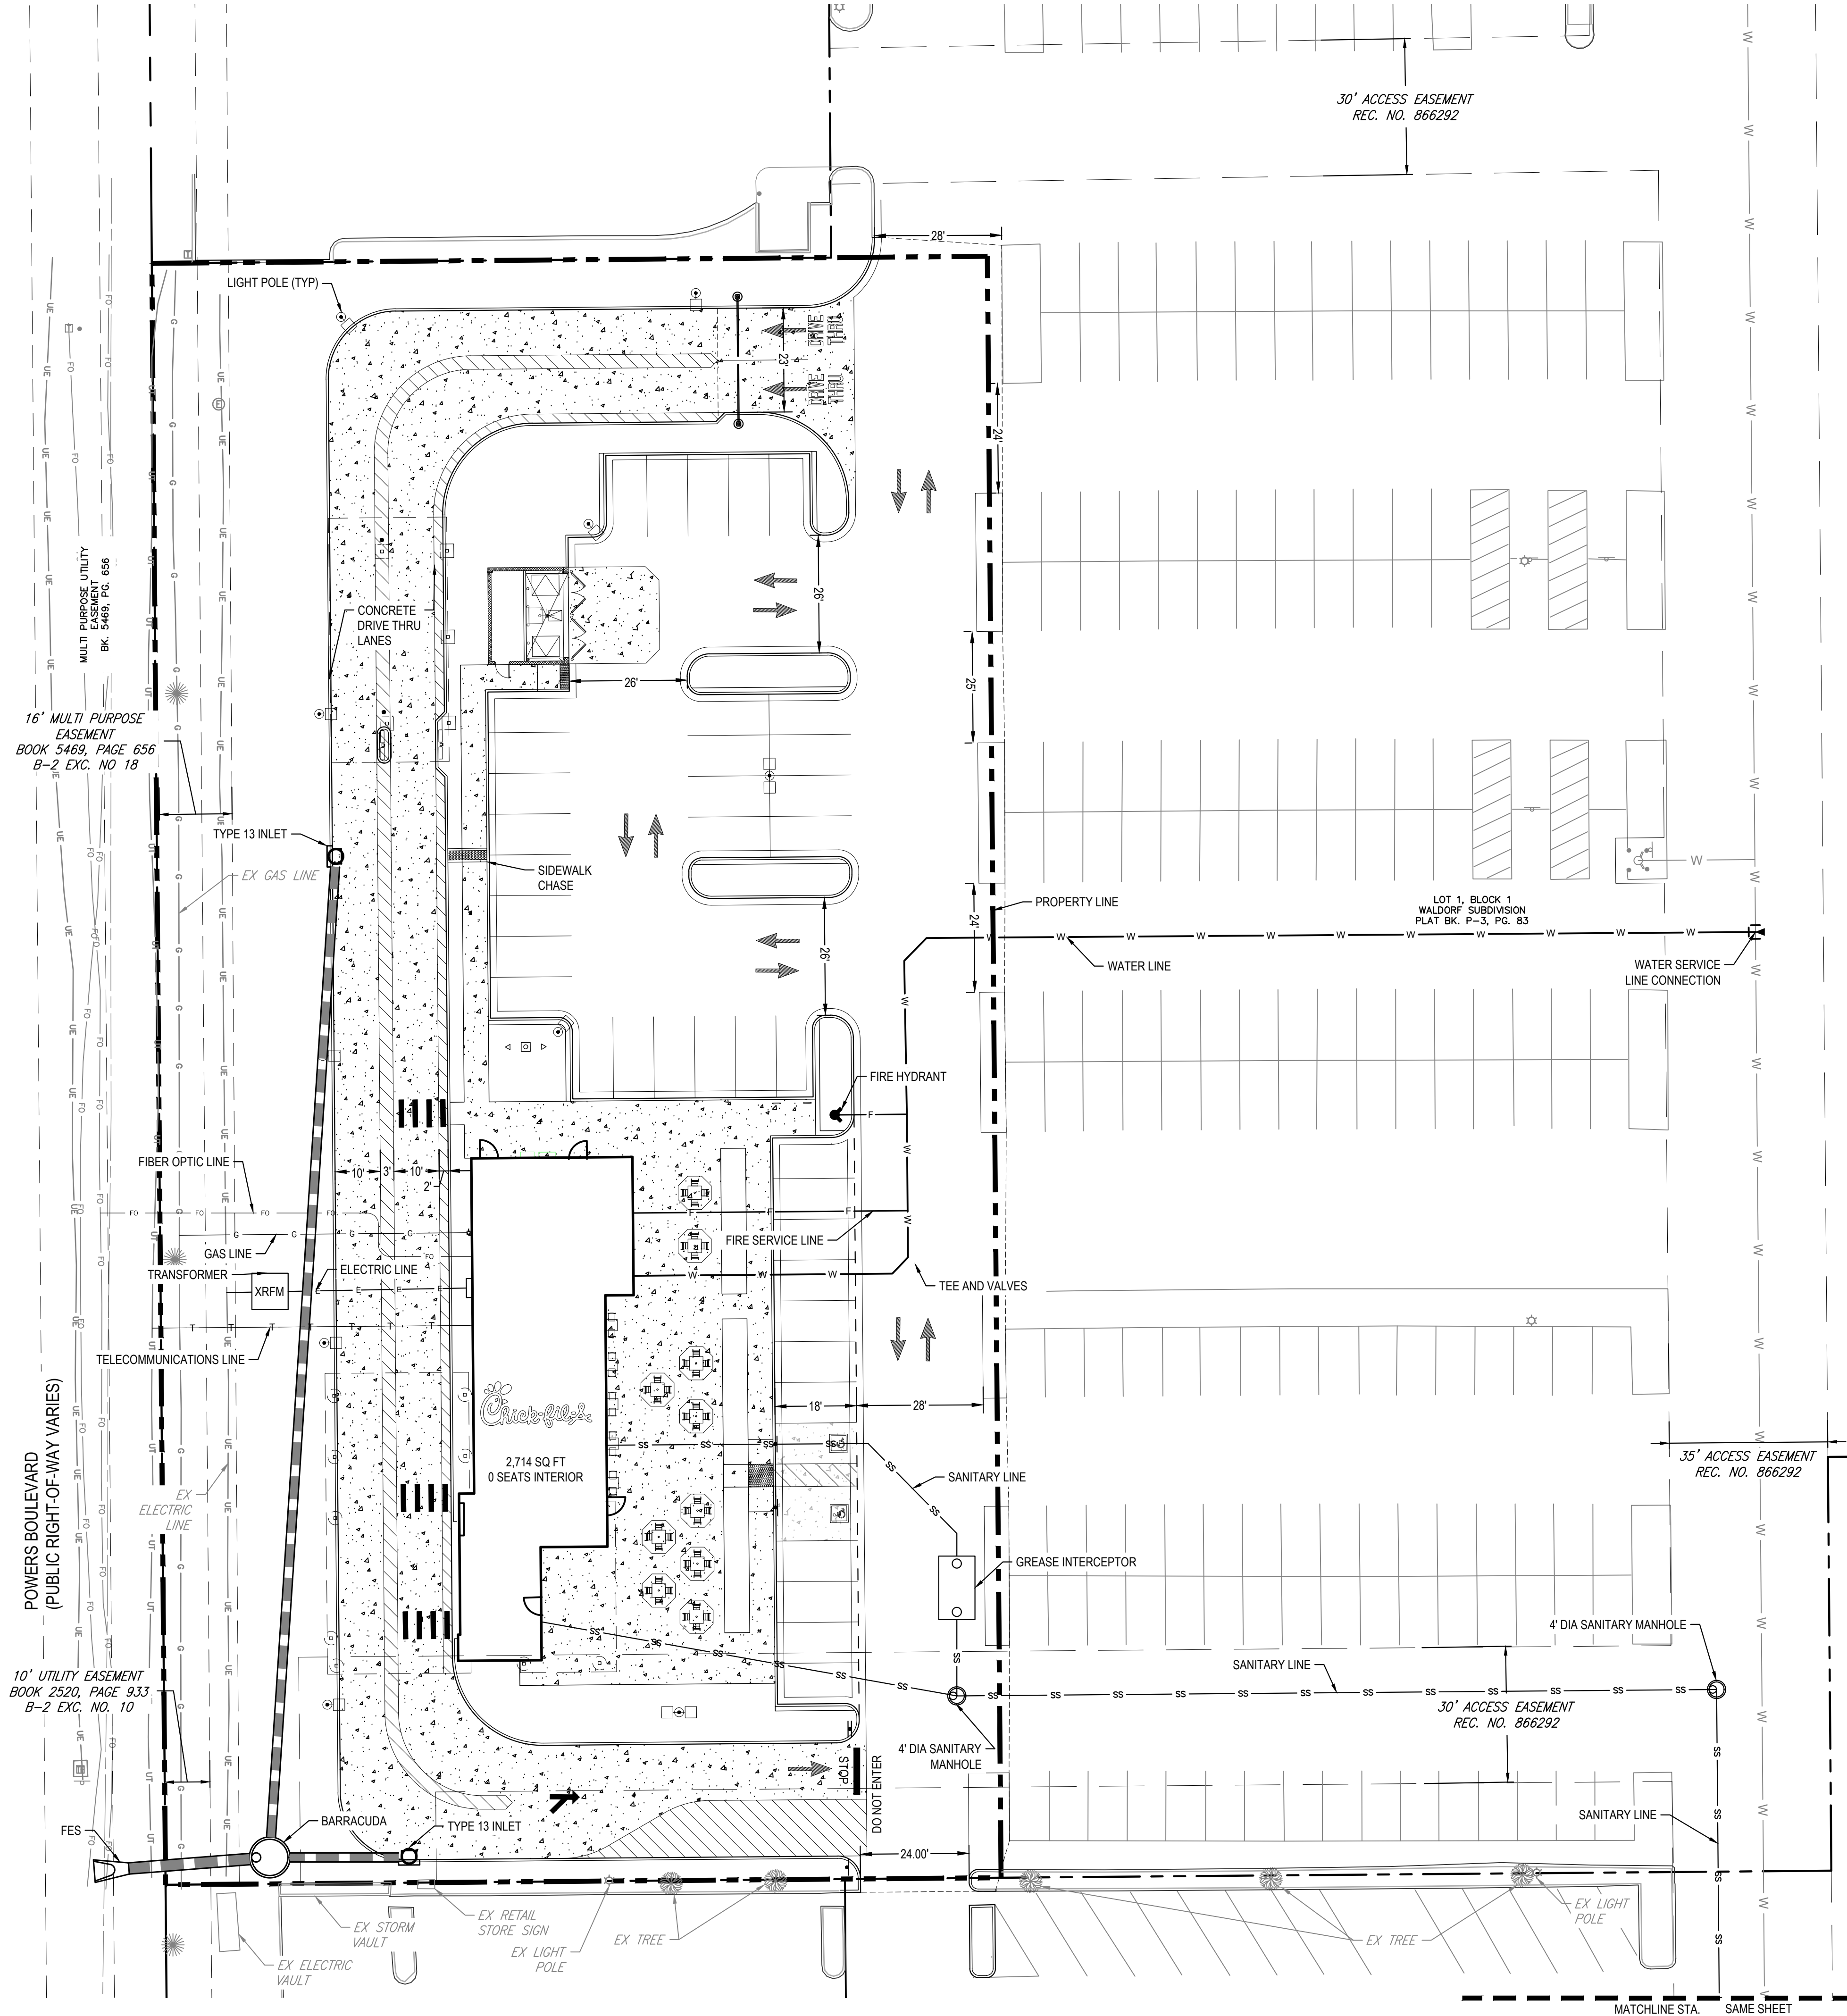 30' ACCESS EASEMENT
REC. NO. 866292
28'
LIGHT POLE (TYP)
DRIVE
THRU
23'
DRIVE
THRU
24'
MULTI PURPOSE UTILITY
EASEMENT
BK. 5469, PG. 656
CONCRETE
DRIVE THRU
LANES
26'
26'
25'
16' MULTI PURPOSE
EASEMENT
BOOK 5469, PAGE 656
B-2 EXC. NO 18
TYPE 13 INLET
EX GAS LINE
SIDEWALK
CHASE
PROPERTY LINE
24'
LOT 1, BLOCK 1
WALDORF SUBDIVISION
PLAT BK. P-3, PG. 83
26'
WATER LINE
WATER SERVICE
LINE CONNECTION
FIRE HYDRANT
FIBER OPTIC LINE
10'
3'
10'
2'
GAS LINE
FIRE SERVICE LINE
TRANSFORMER
XRFM
ELECTRIC LINE
TEE AND VALVES
TELECOMMUNICATIONS LINE
Chick-fil-A
18'
28'
2,714 SQ FT
0 SEATS INTERIOR
35' ACCESS EASEMENT
REC. NO. 866292
SANITARY LINE
EX
ELECTRIC
LINE
POWERS BOULEVARD
(PUBLIC RIGHT-OF-WAY VARIES)
GREASE INTERCEPTOR
4' DIA SANITARY MANHOLE
SANITARY LINE
10' UTILITY EASEMENT
BOOK 2520, PAGE 933
B-2 EXC. NO. 10
30' ACCESS EASEMENT
REC. NO. 866292
4' DIA SANITARY
MANHOLE
STOP
DO NOT ENTER
SANITARY LINE
FES
BARRACUDA
TYPE 13 INLET
24.00'
EX STORM
VAULT
EX RETAIL
STORE SIGN
EX ELECTRIC
VAULT
EX LIGHT
POLE
EX TREE
EX TREE
EX LIGHT
POLE
MATCHLINE STA. SAME SHEET